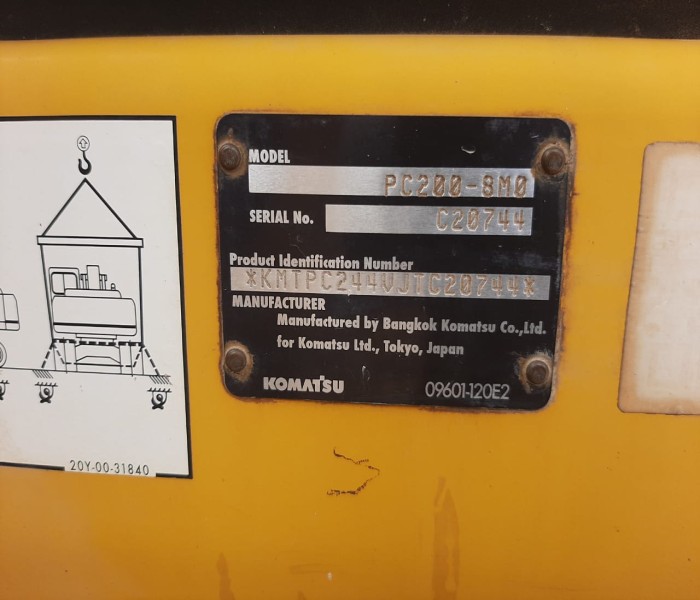 MODEL
PC200-8M0
SERIAL No.
C20744
Product Identification Number
*KMTPC244VJTC20744*
MANUFACTURER
Manufactured by Bangkok Komatsu Co.,Ltd.
for Komatsu Ltd., Tokyo, Japan
KOMATSU
09601-120E2
20Y-00-31840